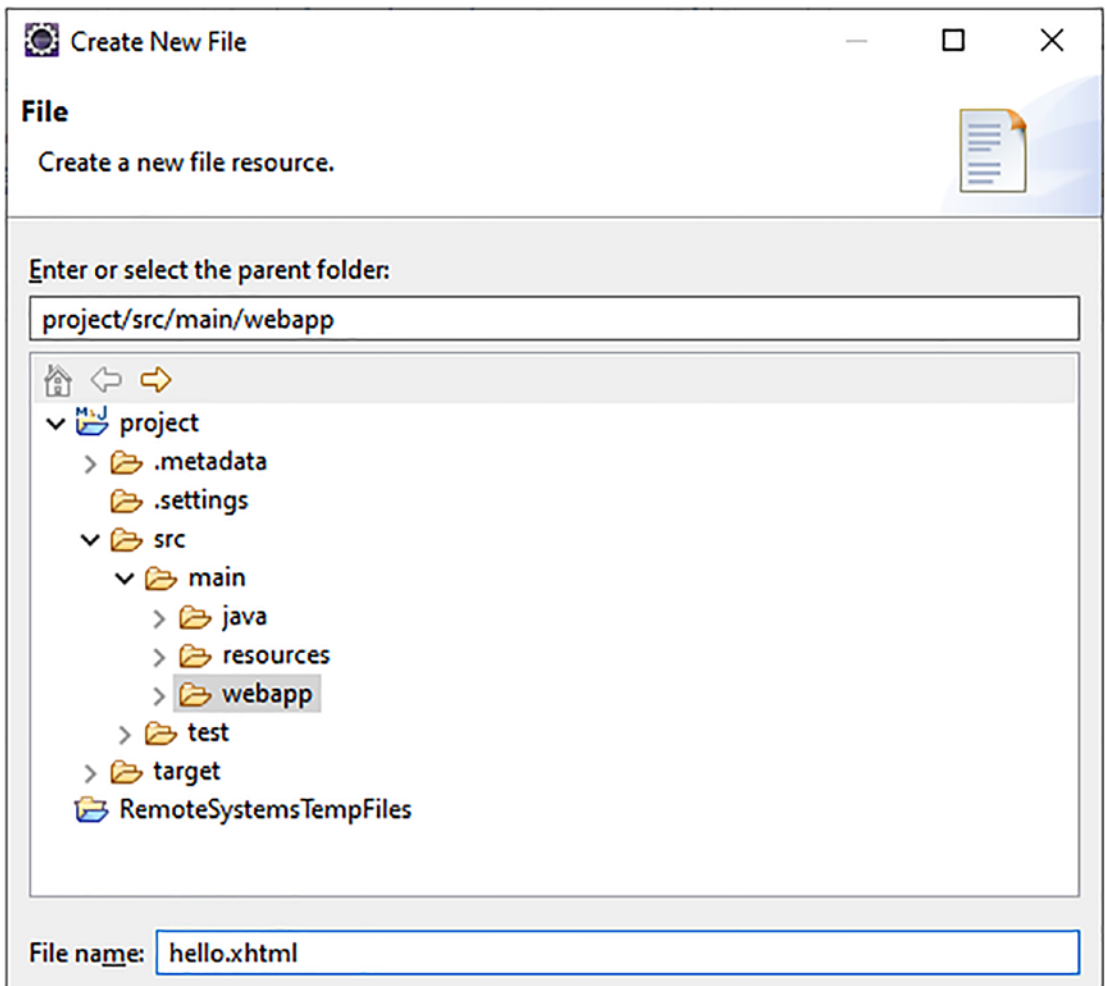 Create New File
File
Create a new file resource.
Enter or select the parent folder:
project/src/main/webapp
project
.metadata
.settings
src
main
java
resources
webapp
test
target
RemoteSystemsTempFiles
File name: hello.xhtml